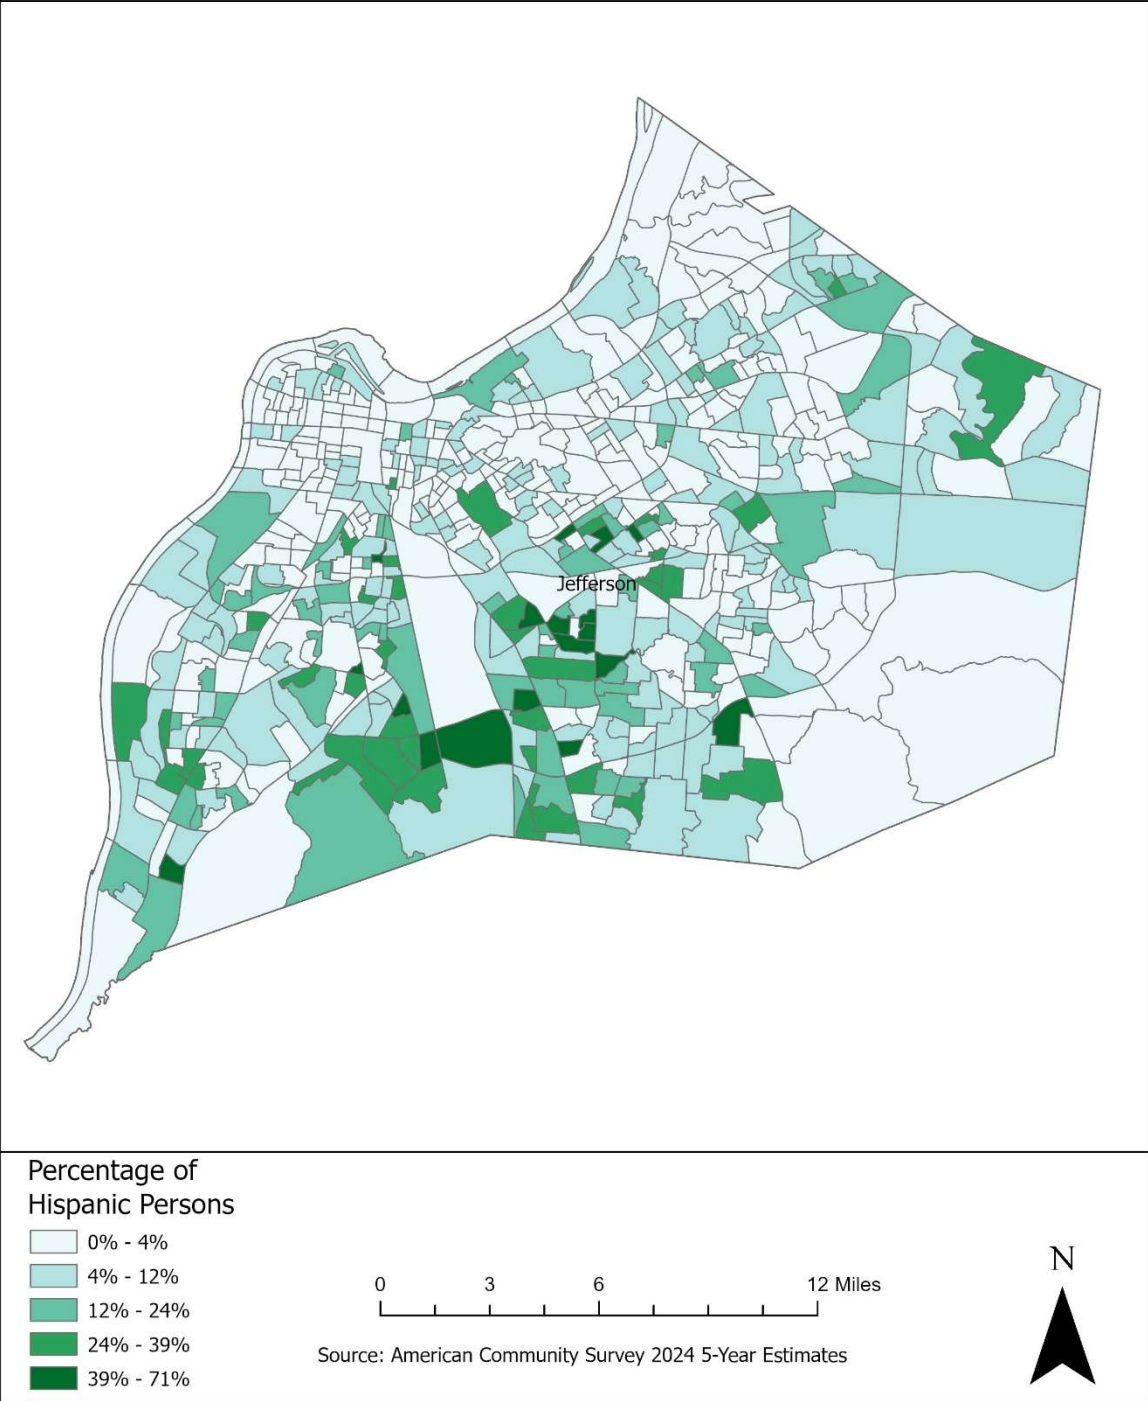 Jefferson
Percentage of
Hispanic Persons
0% - 4%
4% - 12%
12% - 24%
24% - 39%
39% - 71%
0 3 6 12 Miles
Source: American Community Survey 2024 5-Year Estimates
N